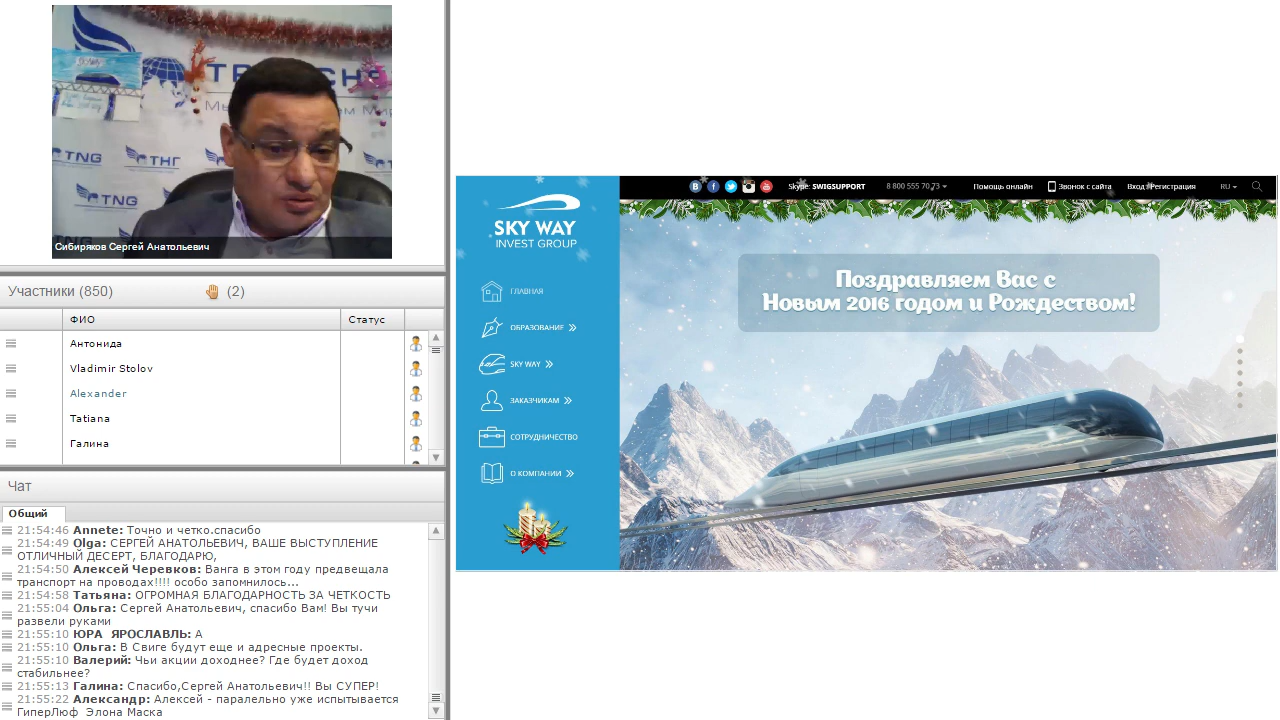 TNG
ТНГ
Сибиряков Сергей Анатольевич
Участники (850)
(2)
ФИО
Статус
Антонида
Vladimir Stolov
Alexander
Tatiana
Галина
Чат
Общий
21:54:46 Annete: Точно и четко.спасибо
21:54:49 Olga: СЕРГЕЙ АНАТОЛЬЕВИЧ, ВАШЕ ВЫСТУПЛЕНИЕ
ОТЛИЧНЫЙ ДЕСЕРТ, БЛАГОДАРЮ,
21:54:50 Алексей Черевков: Ванга в этом году предвещала
транспорт на проводах!!!! особо запомнилось...
21:54:58 Татьяна: ОГРОМНАЯ БЛАГОДАРНОСТЬ ЗА ЧЕТКОСТЬ
21:55:04 Ольга: Сергей Анатольевич, спасибо Вам! Вы тучи
развели руками
21:55:10 ЮРА ЯРОСЛАВЛЬ: А
21:55:10 Ольга: В Свиге будут еще и адресные проекты.
21:55:10 Валерий: Чьи акции доходнее? Где будет доход
стабильнее?
21:55:13 Галина: Спасибо,Сергей Анатольевич!! Вы СУПЕР!
21:55:22 Александр: Алексей - паралельно уже испытывается
ГиперЛюф Элона Маска
Skype: SWIGSUPPORT
8 800 555 70 73
Помощь онлайн
Звонок с сайта
Вход / Регистрация
RU
SKY WAY
INVEST GROUP
ГЛАВНАЯ
ОБРАЗОВАНИЕ
SKY WAY
ЗАКАЗЧИКАМ
СОТРУДНИЧЕСТВО
О КОМПАНИИ
Поздравляем Вас с
Новым 2016 годом и Рождеством!